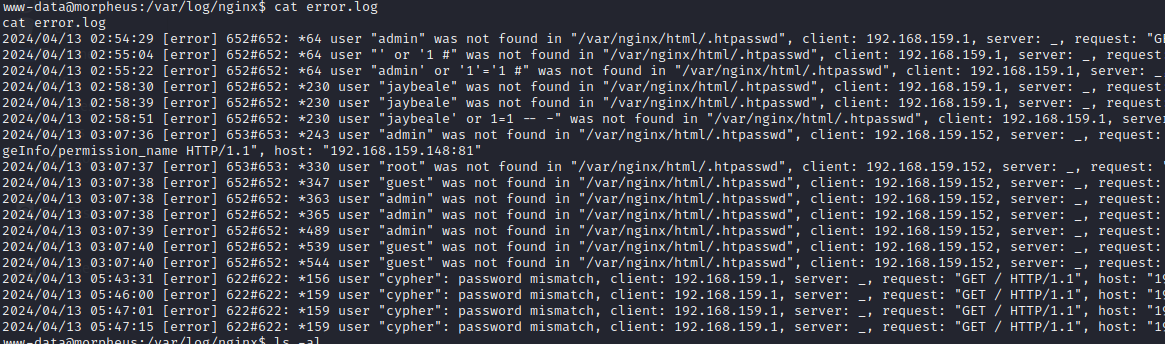 www-data@morpheus:/var/log/nginx$ cat error.log
cat error.log
2024/04/13 02:54:29 [error] 652#652: *64 user "admin" was not found in "/var/nginx/html/.htpasswd", client: 192.168.159.1, server: _, request: "G
2024/04/13 02:55:04 [error] 652#652: *64 user "' or '1 #" was not found in "/var/nginx/html/.htpasswd", client: 192.168.159.1, server: _, reques
2024/04/13 02:55:22 [error] 652#652: *64 user "admin' or '1'='1 #" was not found in "/var/nginx/html/.htpasswd", client: 192.168.159.1, server: _
2024/04/13 02:58:30 [error] 652#652: *230 user "jaybeale" was not found in "/var/nginx/html/.htpasswd", client: 192.168.159.1, server: _, reques
2024/04/13 02:58:39 [error] 652#652: *230 user "jaybeale" was not found in "/var/nginx/html/.htpasswd", client: 192.168.159.1, server: _, reques
2024/04/13 02:58:51 [error] 652#652: *230 user "jaybeale' or 1=1 -- -" was not found in "/var/nginx/html/.htpasswd", client: 192.168.159.1, serve
2024/04/13 03:07:36 [error] 653#653: *243 user "admin" was not found in "/var/nginx/html/.htpasswd", client: 192.168.159.152, server: _, request:
geInfo/permission_name HTTP/1.1", host: "192.168.159.148:81"
2024/04/13 03:07:37 [error] 653#653: *330 user "root" was not found in "/var/nginx/html/.htpasswd", client: 192.168.159.152, server: _, request: "
2024/04/13 03:07:38 [error] 652#652: *347 user "guest" was not found in "/var/nginx/html/.htpasswd", client: 192.168.159.152, server: _, request:
2024/04/13 03:07:38 [error] 652#652: *363 user "admin" was not found in "/var/nginx/html/.htpasswd", client: 192.168.159.152, server: _, request:
2024/04/13 03:07:38 [error] 652#652: *365 user "admin" was not found in "/var/nginx/html/.htpasswd", client: 192.168.159.152, server: _, request:
2024/04/13 03:07:39 [error] 652#652: *489 user "admin" was not found in "/var/nginx/html/.htpasswd", client: 192.168.159.152, server: _, request:
2024/04/13 03:07:40 [error] 652#652: *539 user "guest" was not found in "/var/nginx/html/.htpasswd", client: 192.168.159.152, server: _, request:
2024/04/13 03:07:40 [error] 652#652: *544 user "guest" was not found in "/var/nginx/html/.htpasswd", client: 192.168.159.152, server: _, request:
2024/04/13 05:43:31 [error] 622#622: *156 user "cypher": password mismatch, client: 192.168.159.1, server: _, request: "GET / HTTP/1.1", host: "19
2024/04/13 05:46:00 [error] 622#622: *159 user "cypher": password mismatch, client: 192.168.159.1, server: _, request: "GET / HTTP/1.1", host: "19
2024/04/13 05:47:01 [error] 622#622: *159 user "cypher": password mismatch, client: 192.168.159.1, server: _, request: "GET / HTTP/1.1", host: "19
2024/04/13 05:47:15 [error] 622#622: *159 user "cypher": password mismatch, client: 192.168.159.1, server: _, request: "GET / HTTP/1.1", host: "19
www-data@morpheus:/var/log/nginx$ ls -al